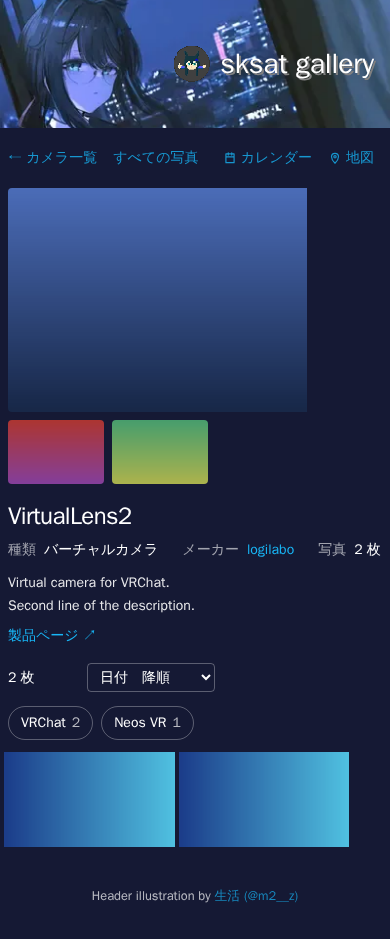 sksat gallery
← カメラ一覧 すべての写真 カレンダー 地図
VirtualLens2
種類 バーチャルカメラ メーカー logilabo 写真 2 枚
Virtual camera for VRChat.
Second line of the description.
製品ページ ↗
2 枚 日付 降順
VRChat 2 Neos VR 1
Header illustration by 生活 (@m2__z)